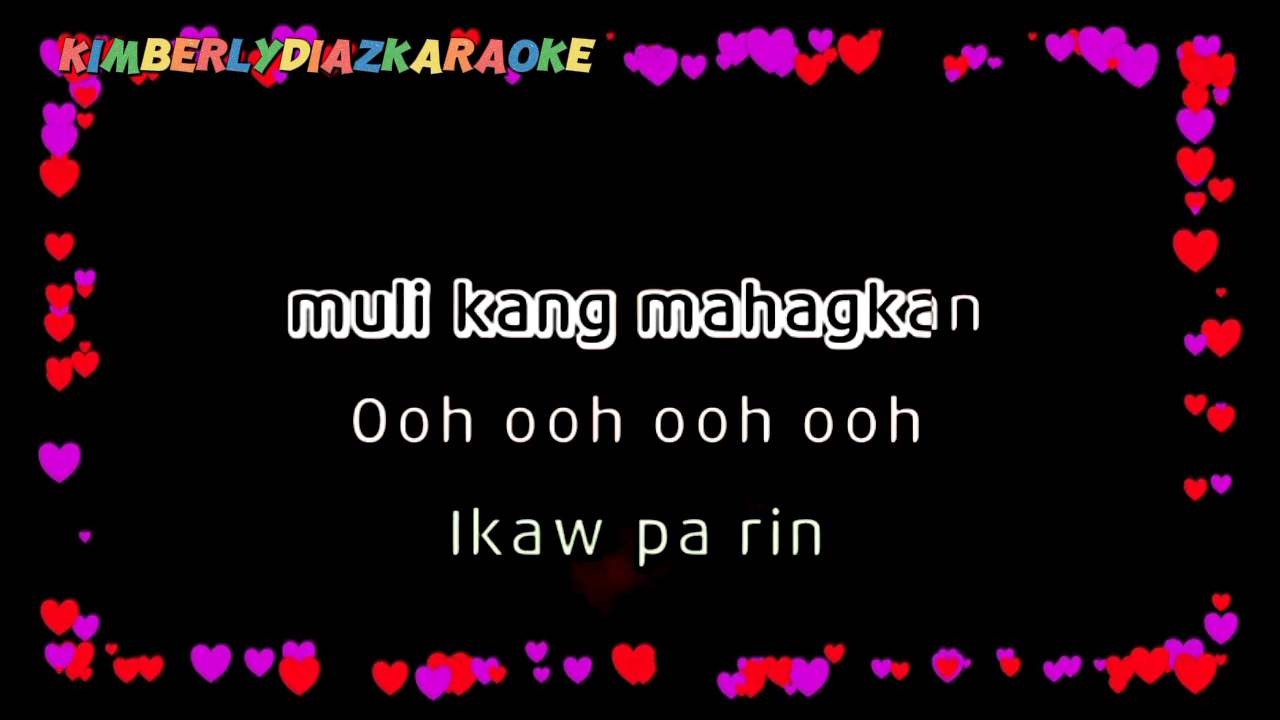 KIMBERLYDIAZKARAOKE
muli kang mahagkan
Ooh ooh ooh ooh
Ikaw pa rin